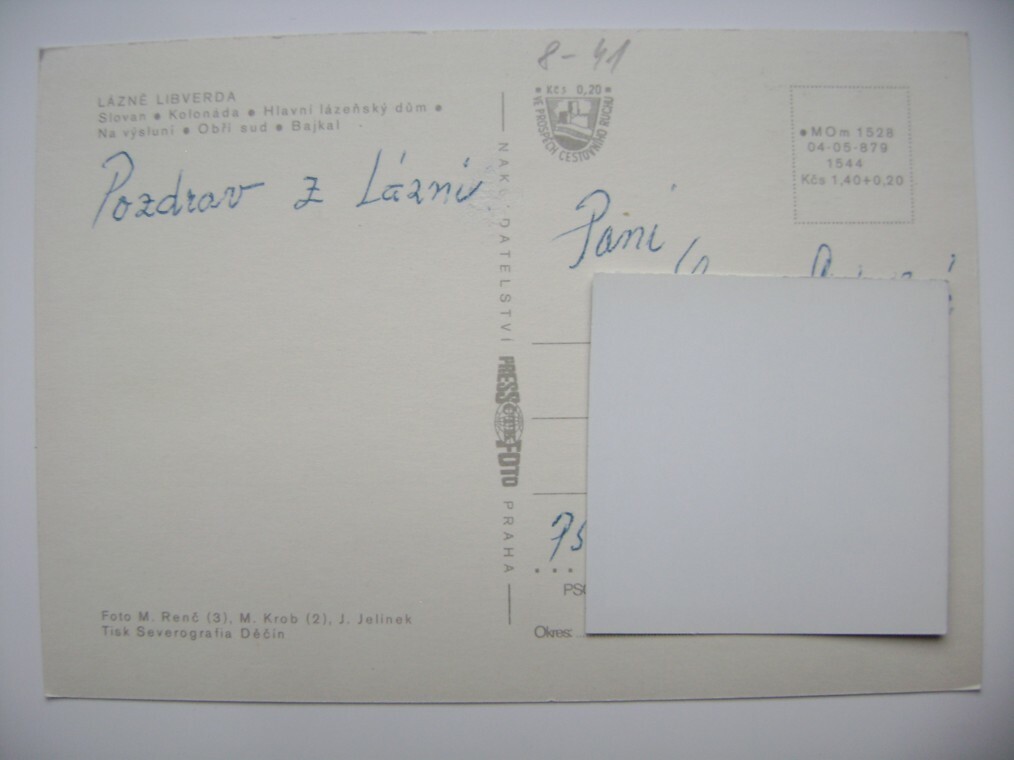 8-41
LÁZNĚ LIBVERDA
Slovan ● Kolonáda ● Hlavní lázeňský dům ●
Na výsluní ● Obří sud ● Bajkal
Pozdrav z Lázní
Foto M. Renč (3), M. Krob (2), J. Jelínek
Tisk Severografia Děčín
NAKLADATELSTVÍ PRESSFOTO PRAHA
● Kčs 0,20 ●
VE PROSPĚCH CESTOVNÍHO RUCHU
●MOm 1528
04-05-879
1544
Kčs 1,40+0,20
Paní
PS
Okres: